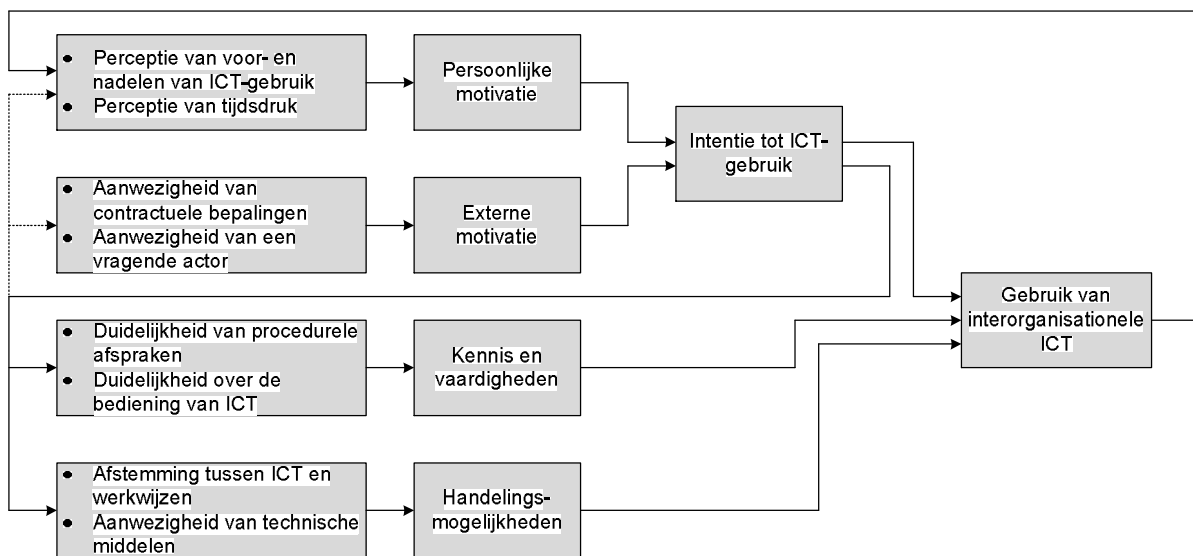 • Perceptie van voor- en
nadelen van ICT-gebruik
• Perceptie van tijdsdruk
Persoonlijke
motivatie
• Aanwezigheid van
contractuele bepalingen
• Aanwezigheid van een
vragende actor
Externe
motivatie
Intentie tot ICT-
gebruik
• Duidelijkheid van procedurele
afspraken
• Duidelijkheid over de
bediening van ICT
Kennis en
vaardigheden
• Afstemming tussen ICT en
werkwijzen
• Aanwezigheid van technische
middelen
Handelings-
mogelijkheden
Gebruik van
interorganisationele
ICT